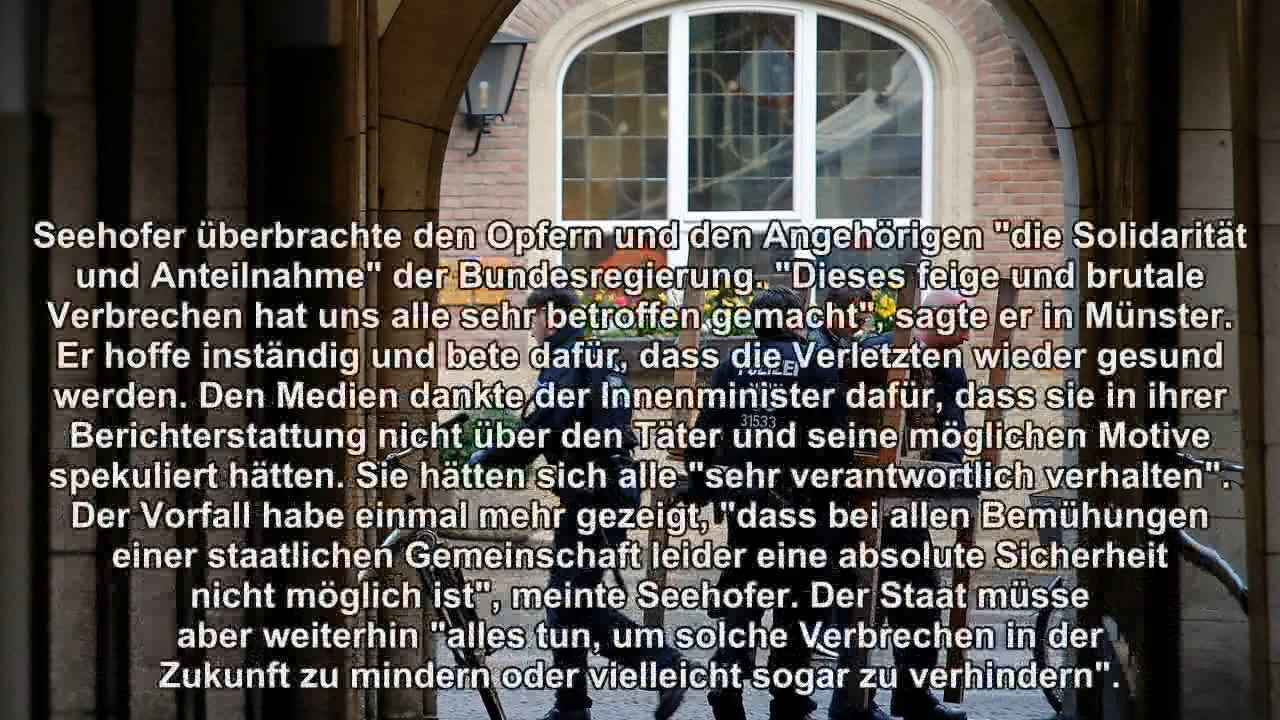 Seehofer überbrachte den Opfern und den Angehörigen "die Solidarität
und Anteilnahme" der Bundesregierung. "Dieses feige und brutale
Verbrechen hat uns alle sehr betroffen gemacht", sagte er in Münster.
Er hoffe inständig und bete dafür, dass die Verletzten wieder gesund
werden. Den Medien dankte der Innenminister dafür, dass sie in ihrer
Berichterstattung nicht über den Täter und seine möglichen Motive
spekuliert hätten. Sie hätten sich alle "sehr verantwortlich verhalten".
Der Vorfall habe einmal mehr gezeigt, "dass bei allen Bemühungen
einer staatlichen Gemeinschaft leider eine absolute Sicherheit
nicht möglich ist", meinte Seehofer. Der Staat müsse
aber weiterhin "alles tun, um solche Verbrechen in der
Zukunft zu mindern oder vielleicht sogar zu verhindern".
POLIZEI
31533